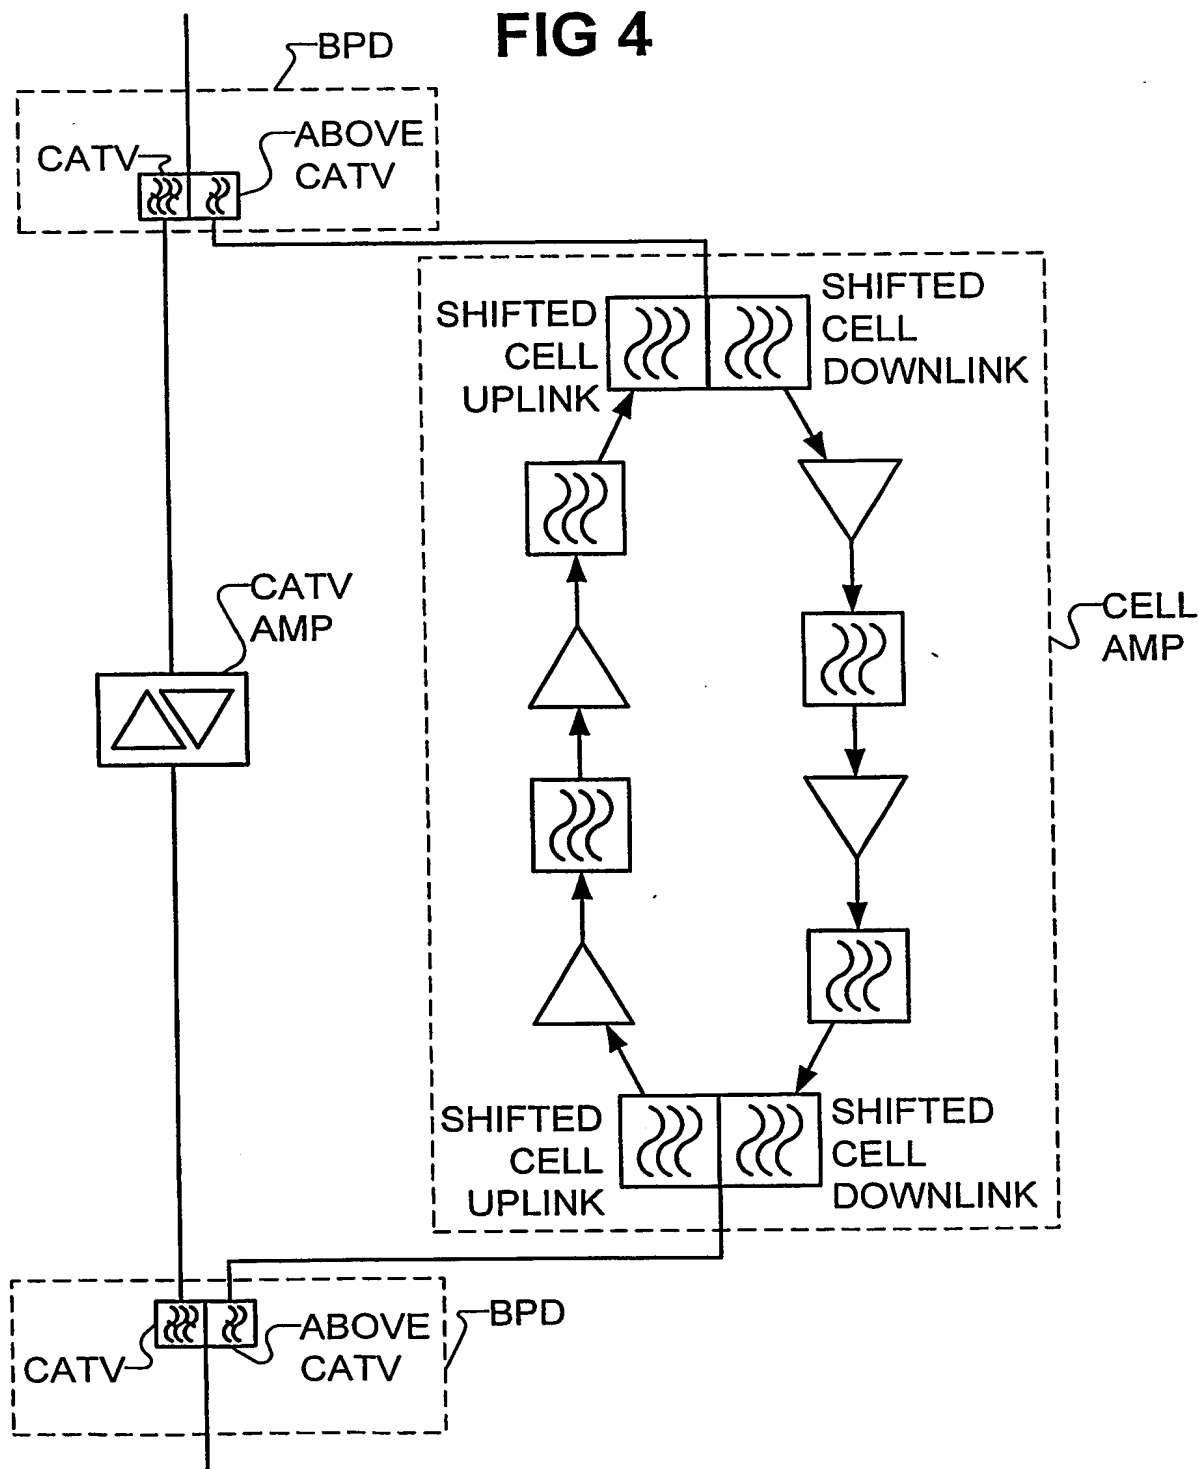 FIG 4
BPD
ABOVE
CATV
CATV
SHIFTED
CELL
UPLINK
SHIFTED
CELL
DOWNLINK
CATV
AMP
CELL
AMP
SHIFTED
CELL
UPLINK
SHIFTED
CELL
DOWNLINK
BPD
ABOVE
CATV
CATV